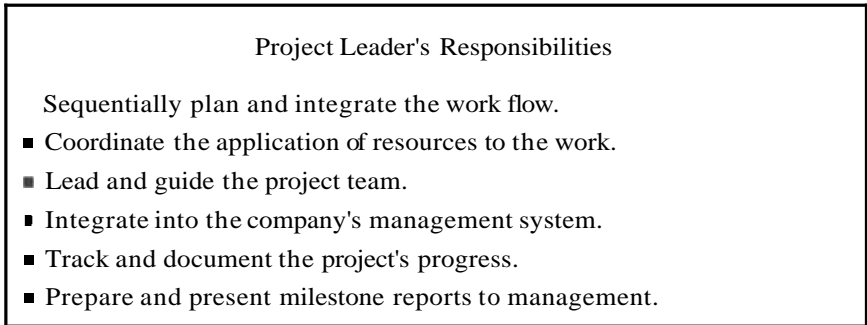 Project Leader's Responsibilities
Sequentially plan and integrate the work flow.
▪ Coordinate the application of resources to the work.
▪ Lead and guide the project team.
▪ Integrate into the company's management system.
▪ Track and document the project's progress.
▪ Prepare and present milestone reports to management.